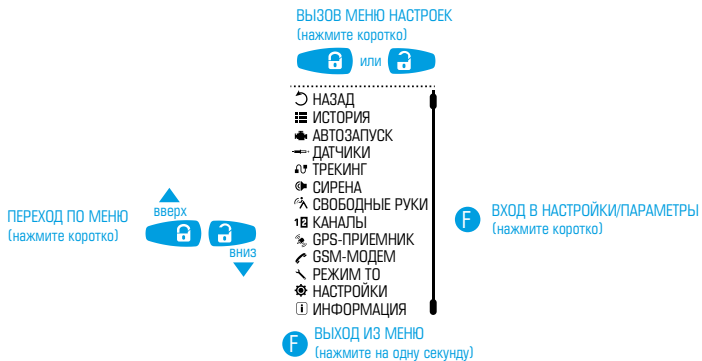 ВЫЗОВ МЕНЮ НАСТРОЕК
(нажмите коротко)
или
НАЗАД
ИСТОРИЯ
АВТОЗАПУСК
ДАТЧИКИ
ТРЕКИНГ
СИРЕНА
СВОБОДНЫЕ РУКИ
12 КАНАЛЫ
GPS-ПРИЕМНИК
GSM-МОДЕМ
РЕЖИМ ТО
НАСТРОЙКИ
i ИНФОРМАЦИЯ
ПЕРЕХОД ПО МЕНЮ
(нажмите коротко)
вверх
вниз
F ВХОД В НАСТРОЙКИ/ПАРАМЕТРЫ
(нажмите коротко)
F ВЫХОД ИЗ МЕНЮ
(нажмите на одну секунду)